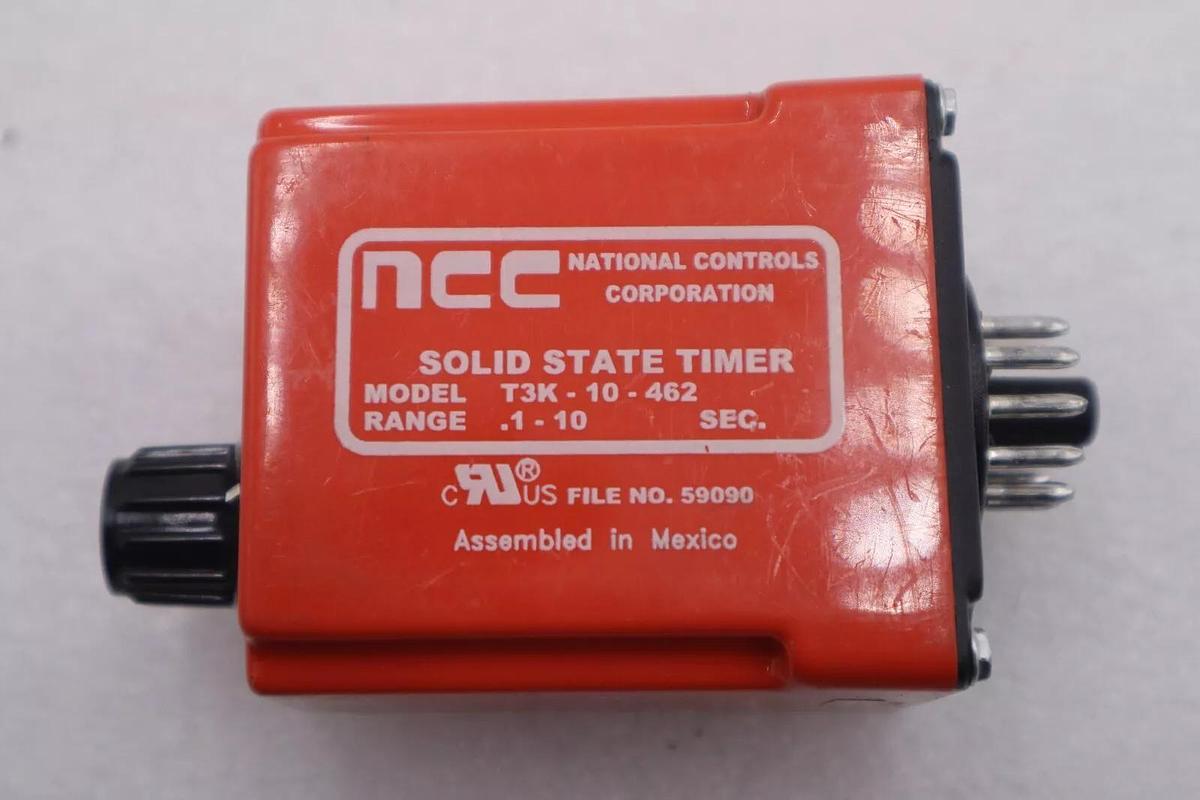 ncc NATIONAL CONTROLS
CORPORATION
SOLID STATE TIMER
MODEL T3K - 10 - 462
RANGE .1 - 10 SEC.
C RU® US FILE NO. 59090
Assembled in Mexico